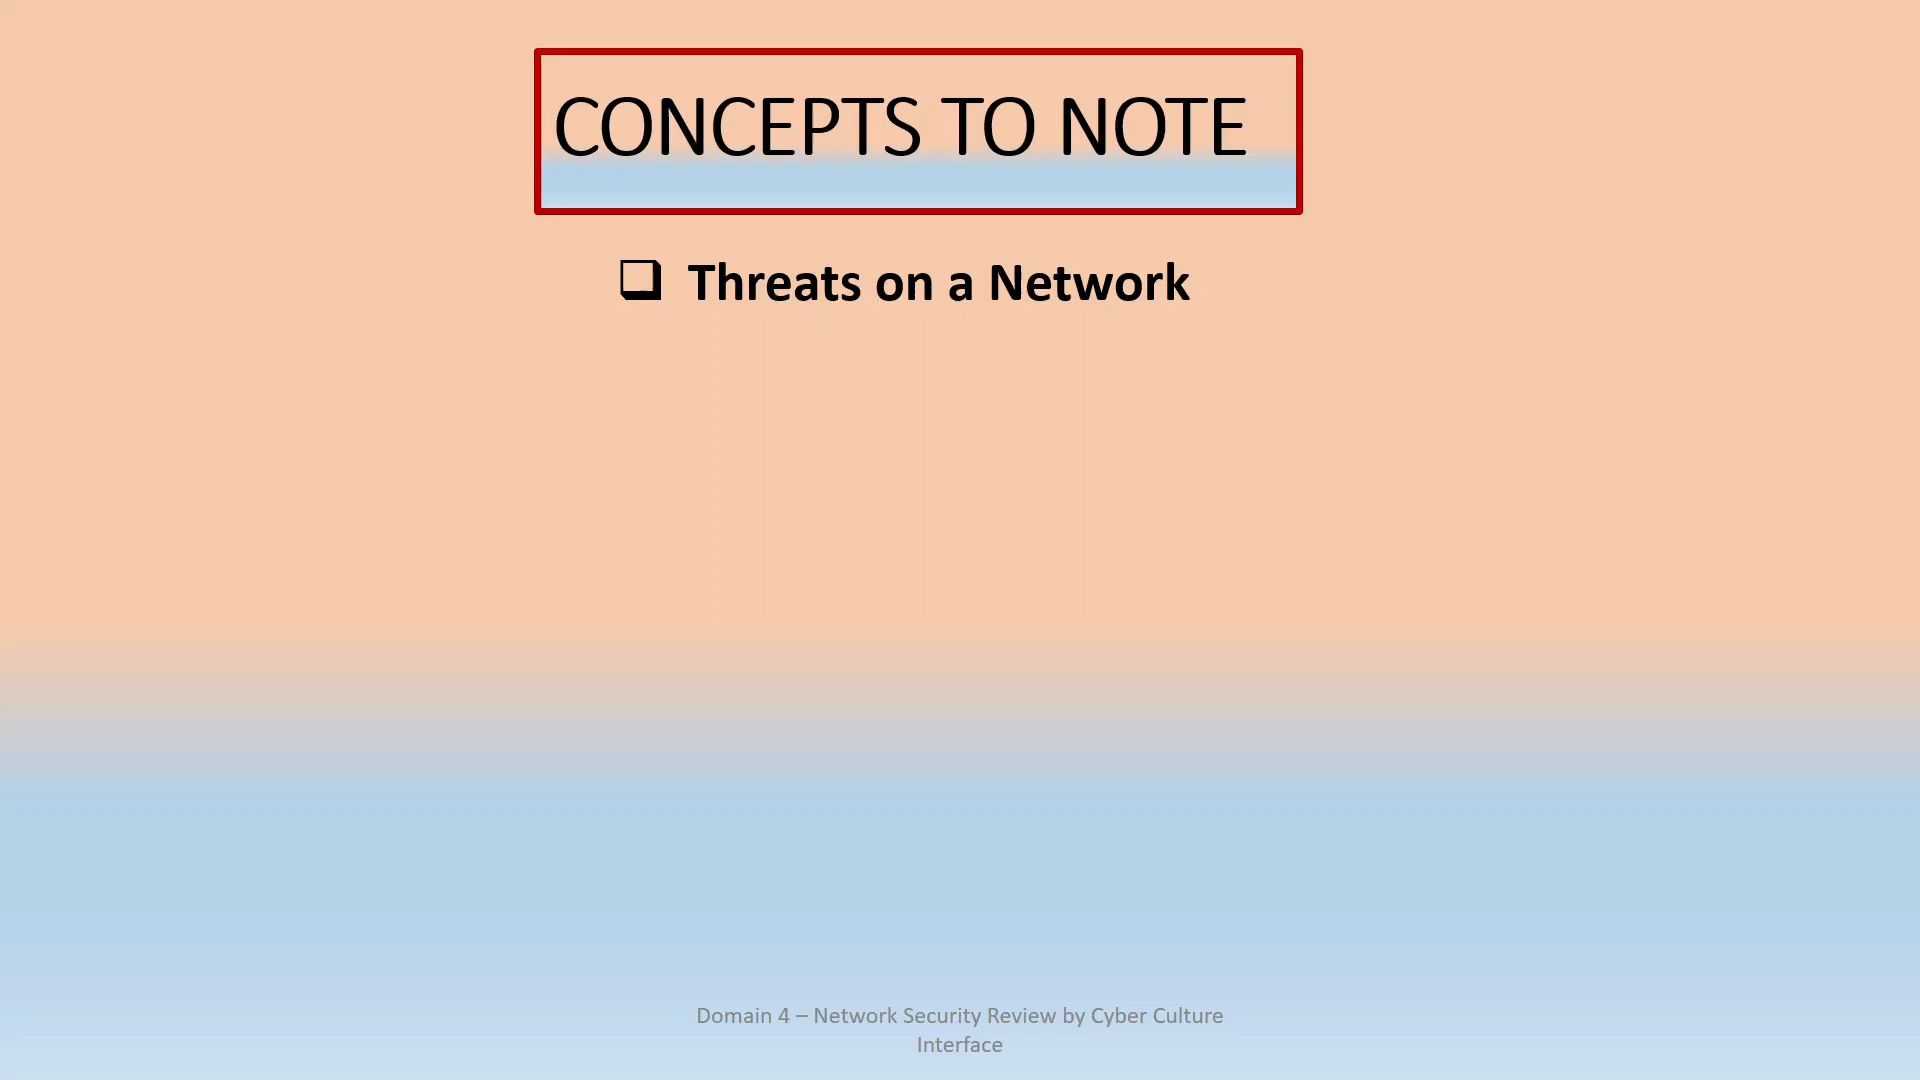 CONCEPTS TO NOTE
❑ Threats on a Network
Domain 4 – Network Security Review by Cyber Culture
Interface